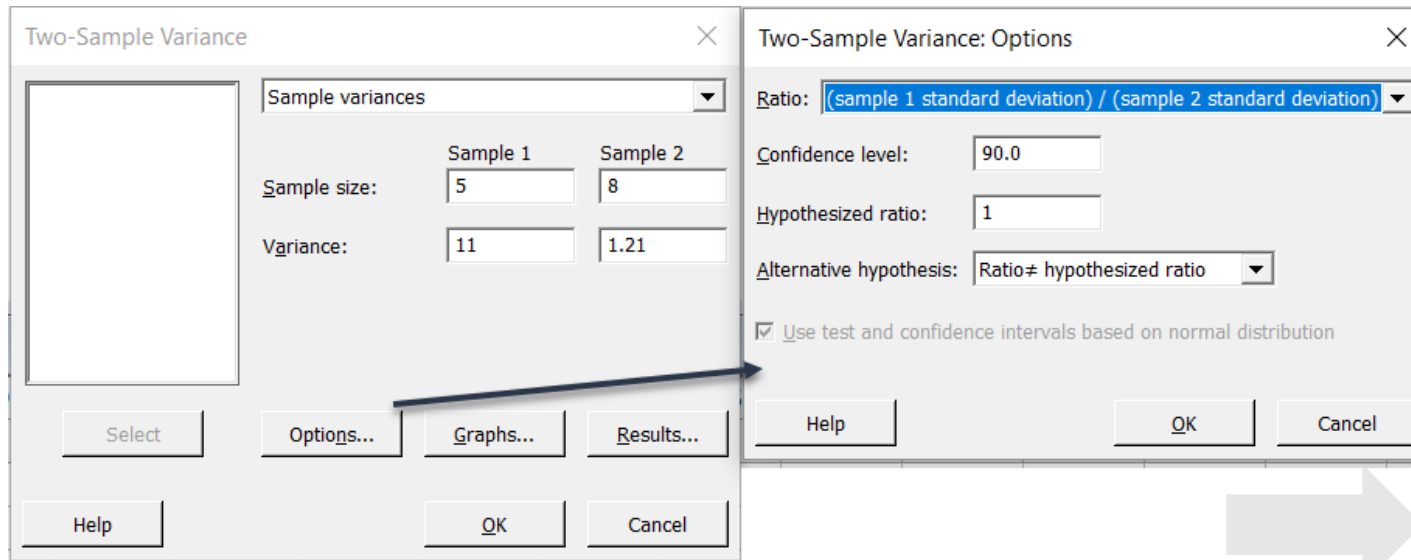 Two-Sample Variance
Sample variances
Sample 1 Sample 2
Sample size: 5 8
Variance: 11 1.21
Select Options... Graphs... Results...
Help OK Cancel
Two-Sample Variance: Options
Ratio: (sample 1 standard deviation) / (sample 2 standard deviation)
Confidence level: 90.0
Hypothesized ratio: 1
Alternative hypothesis: Ratio≠ hypothesized ratio
Use test and confidence intervals based on normal distribution
Help OK Cancel